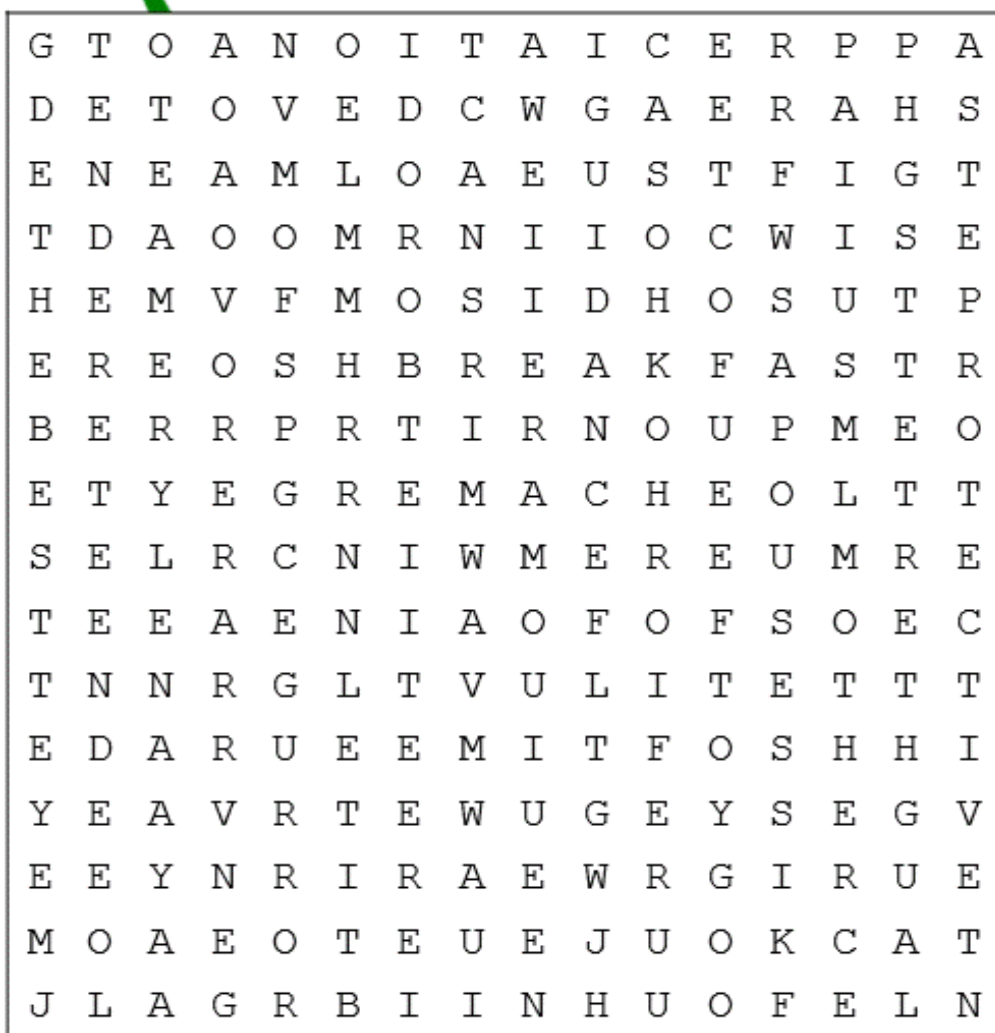 G T O A N O I T A I C E R P P A
D E T O V E D C W G A E R A H S
E N E A M L O A E U S T F I G T
T D A O O M R N I I O C W I S E
H E M V F M O S I D H O S U T P
E R E O S H B R E A K F A S T R
B E R R P R T I R N O U P M E O
E T Y E G R E M A C H E O L T T
S E L R C N I W M E R E U M R E
T E E A E N I A O F O F S O E C
T N N R G L T V U L I T E T T T
E D A R U E E M I T F O S H H I
Y E A V R T E W U G E Y S E G V
E E Y N R I R A E W R G I R U E
M O A E O T E U E J U O K C A T
J L A G R B I I N H U O F E L N